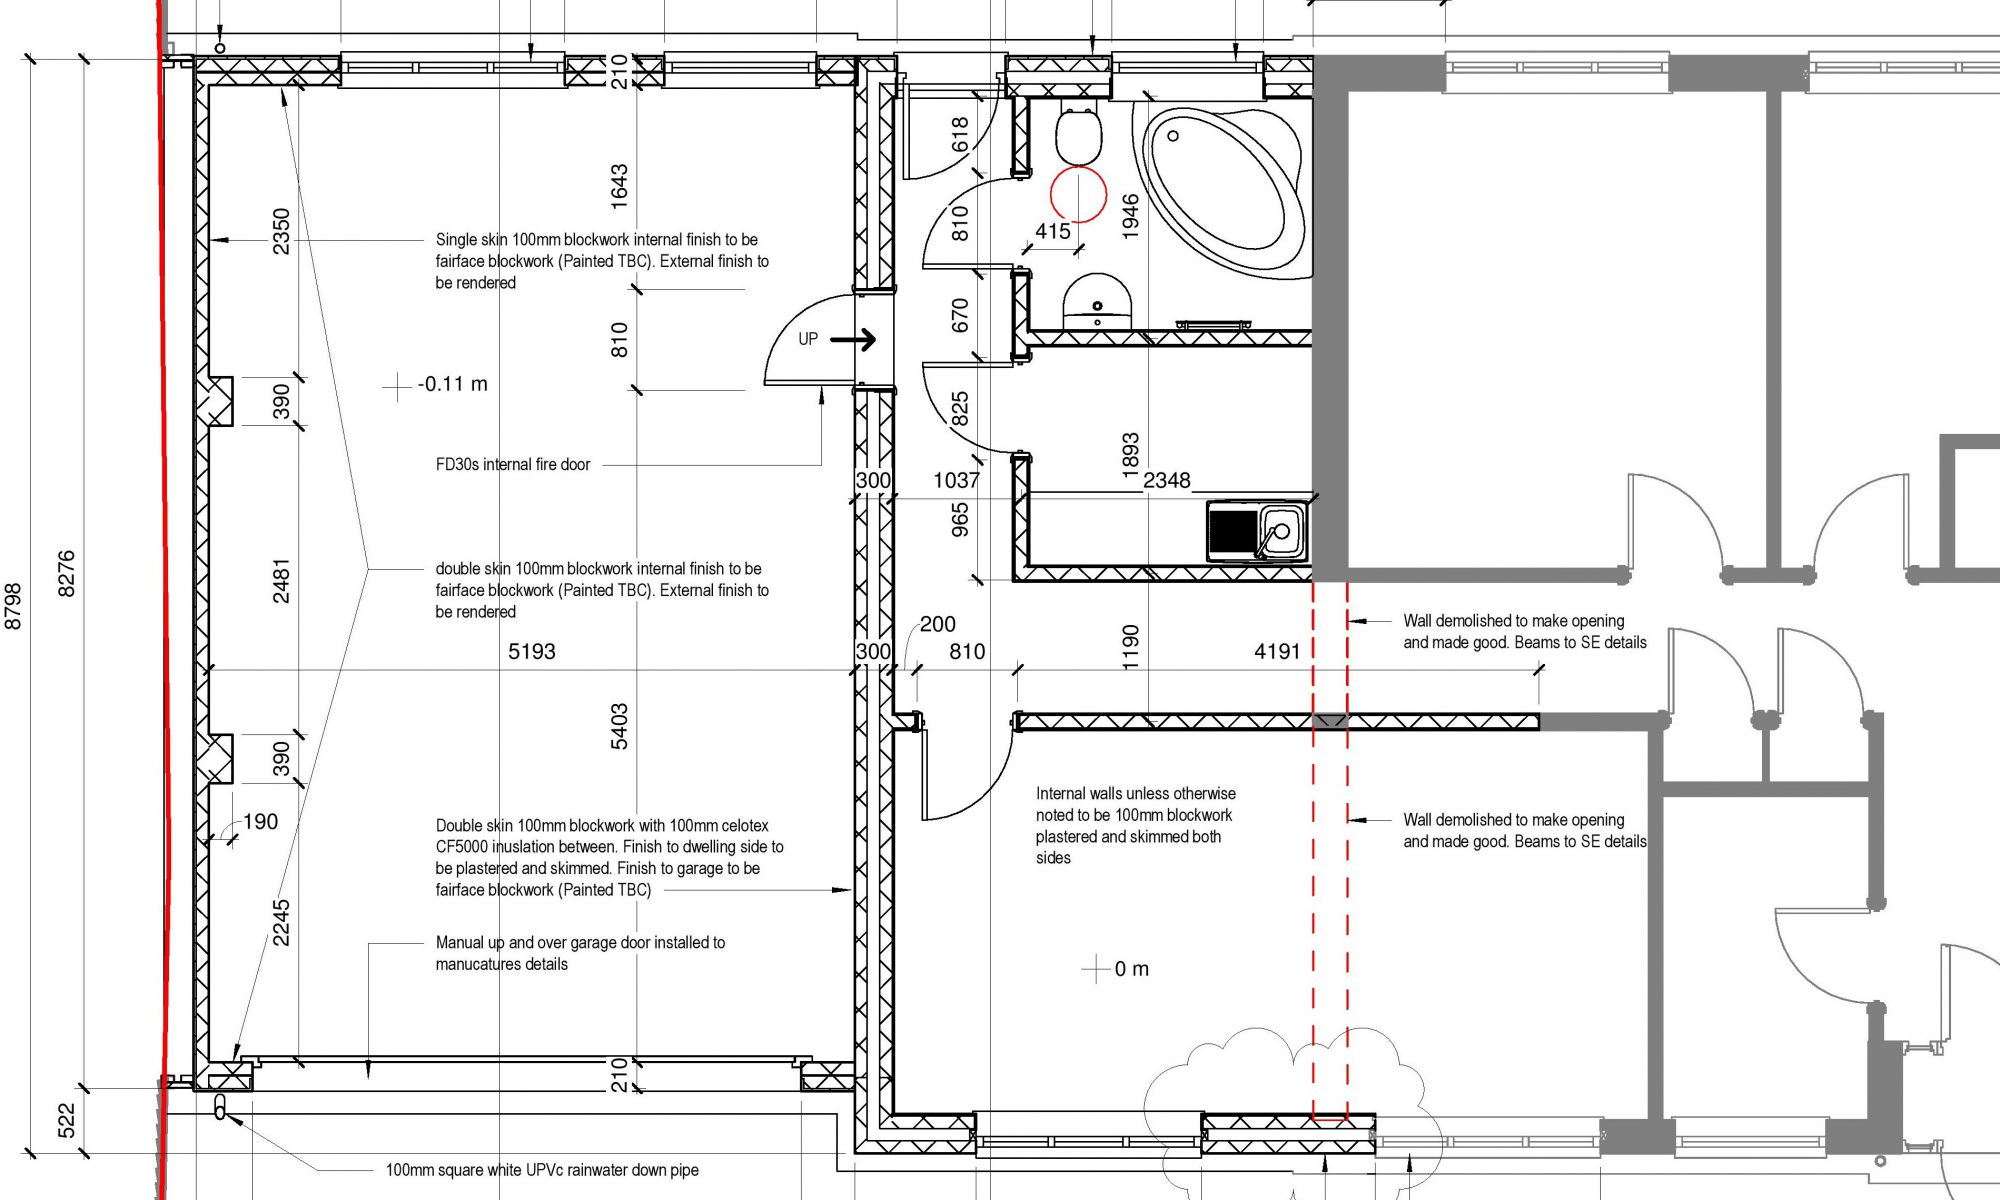 210
210
618
1643
810
415
1946
2350
Single skin 100mm blockwork internal finish to be
fairface blockwork (Painted TBC). External finish to
be rendered
670
810
UP
-0.11 m
390
825
1893
FD30s internal fire door
300
1037
2348
965
2481
8276
8798
double skin 100mm blockwork internal finish to be
fairface blockwork (Painted TBC). External finish to
be rendered
200
5193
300
810
1190
4191
Wall demolished to make opening
and made good. Beams to SE details
5403
390
190
Internal walls unless otherwise
noted to be 100mm blockwork
plastered and skimmed both
sides
Wall demolished to make opening
and made good. Beams to SE details
Double skin 100mm blockwork with 100mm celotex
CF5000 inuslation between. Finish to dwelling side to
be plastered and skimmed. Finish to garage to be
fairface blockwork (Painted TBC)
2245
Manual up and over garage door installed to
manucatures details
0 m
210
522
100mm square white UPVc rainwater down pipe